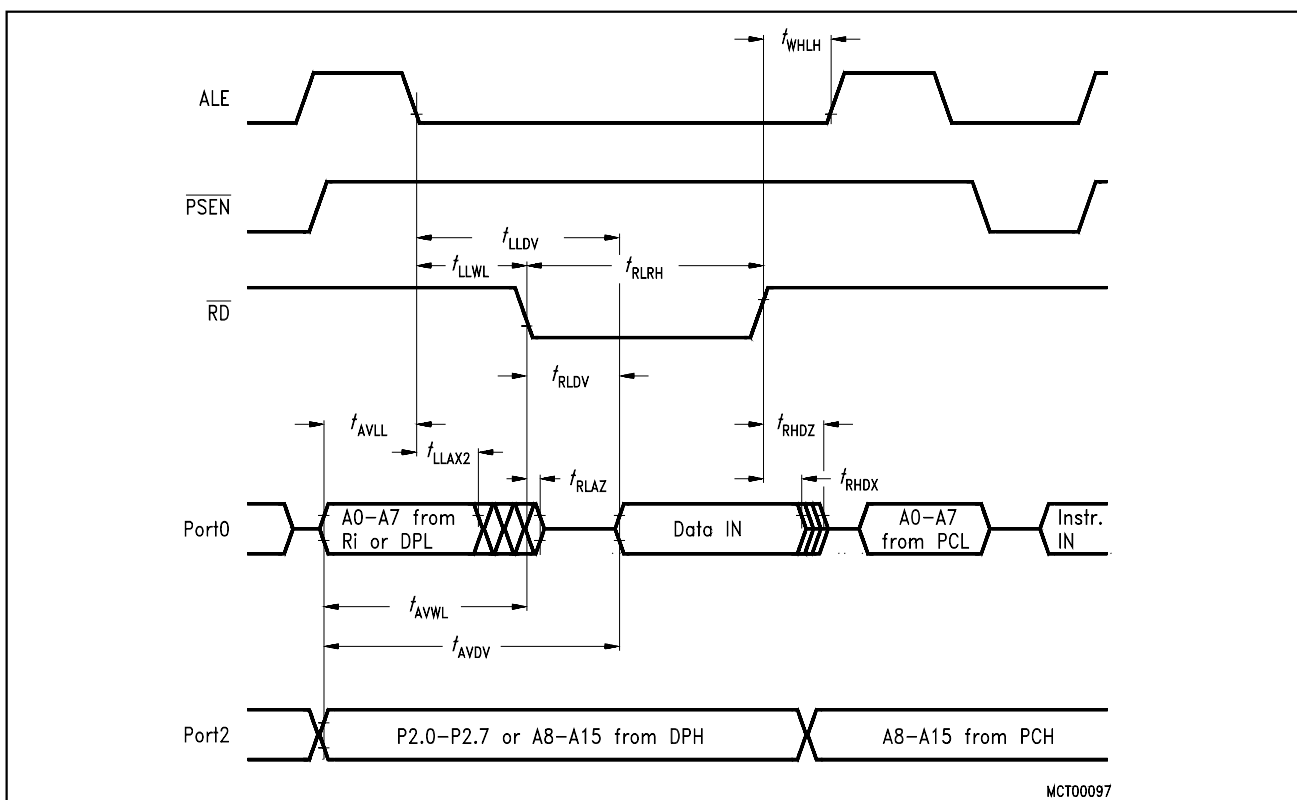 tWHLH
ALE
PSEN
tLLDV
tLLWL
tRLRH
RD
tRLDV
tAVLL
tRHDZ
tLLAX2
tRLAZ
tRHDX
Port0
A0–A7 from
Ri or DPL
Data IN
A0–A7
from PCL
Instr.
IN
tAVWL
tAVDV
Port2
P2.0–P2.7 or A8–A15 from DPH
A8–A15 from PCH
MCT00097